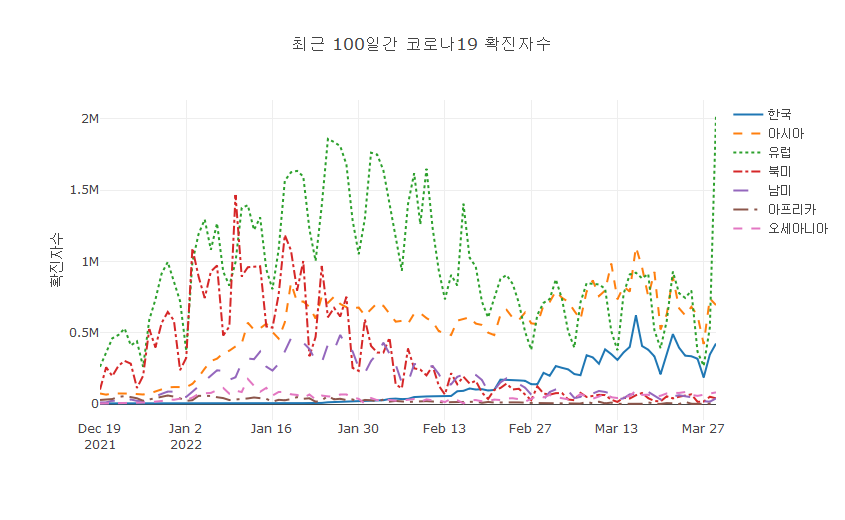 최근 100일간 코로나19 확진자수
확진자수
2M
1.5M
1M
0.5M
0
Dec 19
2021
Jan 2
2022
Jan 16
Jan 30
Feb 13
Feb 27
Mar 13
Mar 27
한국
아시아
유럽
북미
남미
아프리카
오세아니아